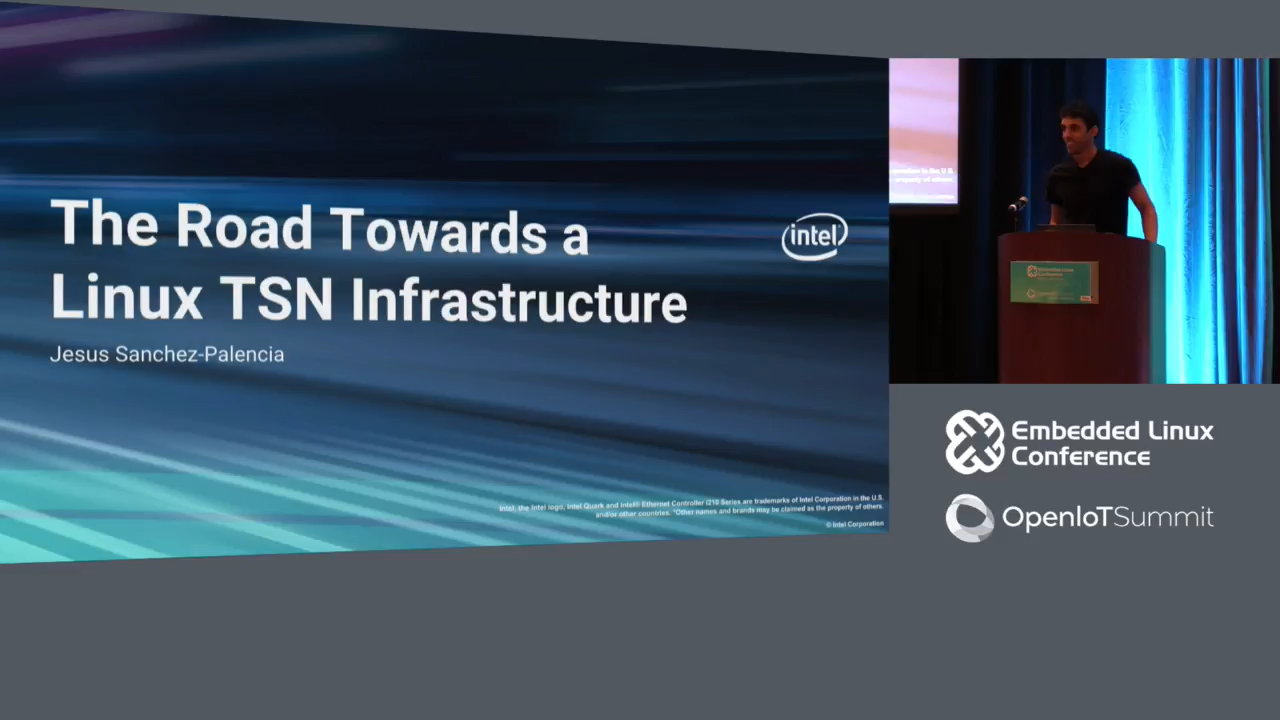 The Road Towards a
Linux TSN Infrastructure
Jesus Sanchez-Palencia
intel
Intel, the Intel logo, Intel Quark and Intel® Ethernet Controller I210 Series are trademarks of Intel Corporation in the U.S.
and/or other countries. *Other names and brands may be claimed as the property of others.
© Intel Corporation
Embedded Linux
Conference
OpenIoTSummit